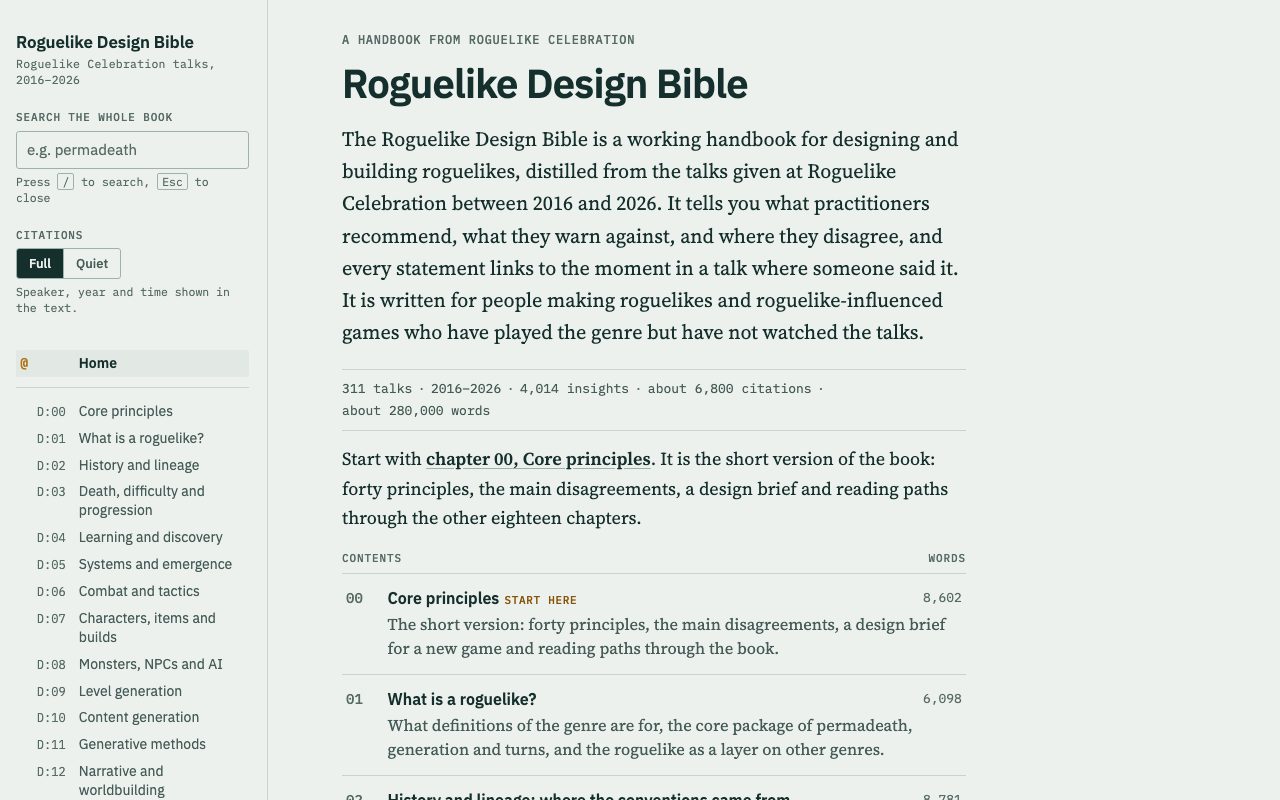 Roguelike Design Bible
Roguelike Celebration talks,
2016–2026
SEARCH THE WHOLE BOOK
e.g. permadeath
Press / to search, Esc to
close
CITATIONS
Full Quiet
Speaker, year and time shown in
the text.
@ Home
D:00 Core principles
D:01 What is a roguelike?
D:02 History and lineage
D:03 Death, difficulty and
progression
D:04 Learning and discovery
D:05 Systems and emergence
D:06 Combat and tactics
D:07 Characters, items and
builds
D:08 Monsters, NPCs and AI
D:09 Level generation
D:10 Content generation
D:11 Generative methods
D:12 Narrative and
worldbuilding
A HANDBOOK FROM ROGUELIKE CELEBRATION
Roguelike Design Bible
The Roguelike Design Bible is a working handbook for designing and
building roguelikes, distilled from the talks given at Roguelike
Celebration between 2016 and 2026. It tells you what practitioners
recommend, what they warn against, and where they disagree, and
every statement links to the moment in a talk where someone said it.
It is written for people making roguelikes and roguelike-influenced
games who have played the genre but have not watched the talks.
311 talks · 2016–2026 · 4,014 insights · about 6,800 citations ·
about 280,000 words
Start with chapter 00, Core principles. It is the short version of the book:
forty principles, the main disagreements, a design brief and reading paths
through the other eighteen chapters.
CONTENTS WORDS
00 Core principles START HERE 8,602
The short version: forty principles, the main disagreements, a design brief
for a new game and reading paths through the book.
01 What is a roguelike? 6,098
What definitions of the genre are for, the core package of permadeath,
generation and turns, and the roguelike as a layer on other genres.
02 History and lineage: where the conventions came from 8,781